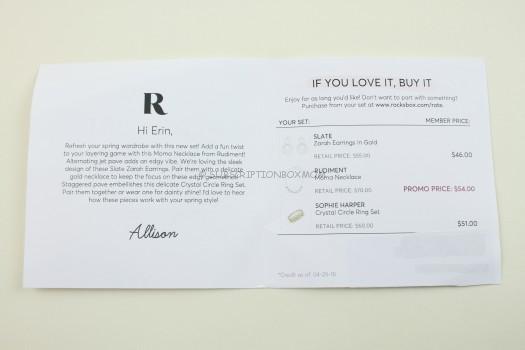 R
Hi Erin,
Refresh your spring wardrobe with this new set! Add a fun twist
to your layering game with this Moma Necklace from Rudiment!
Alternating jet pave adds an edgy vibe. We're loving the sleek
design of these Slate Zarah Earrings. Pair them with a delicate
gold necklace to keep the focus on these edgy geometrics.
Staggered pave embellishes this delicate Crystal Circle Ring Set.
Pair them together or wear one for dainty shine! I'd love to hear
how these pieces work with your spring style!
Allison
IF YOU LOVE IT, BUY IT
Enjoy for as long you'd like! Don't want to part with something?
Purchase from your set at www.rocksbox.com/rate.
YOUR SET: MEMBER PRICE:
SLATE
Zarah Earrings in Gold
RETAIL PRICE: $55.00 $46.00
RUDIMENT
Moma Necklace
RETAIL PRICE: $70.00 PROMO PRICE: $54.00
SOPHIE HARPER
Crystal Circle Ring Set
RETAIL PRICE: $60.00 $51.00